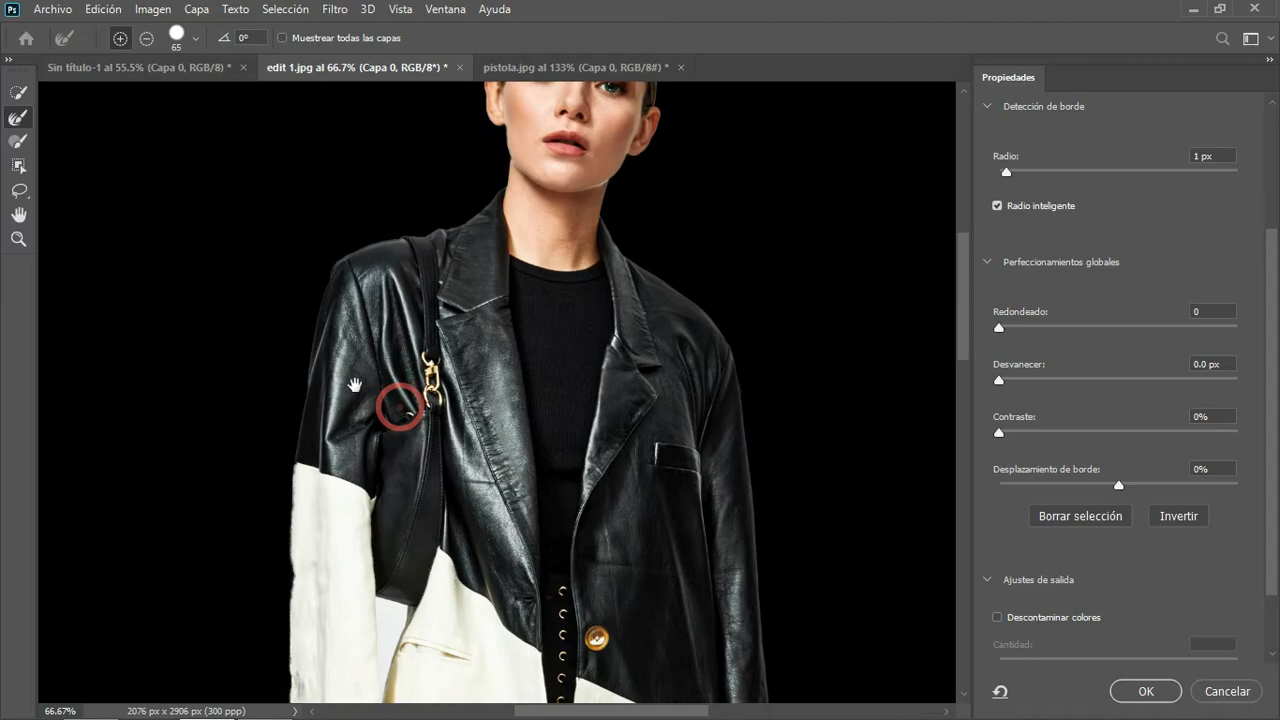 Ps Archivo Edición Imagen Capa Texto Selección Filtro 3D Vista Ventana Ayuda
65 0° Muestrear todas las capas
Sin título-1 al 55.5% (Capa 0, RGB/8) * × edit 1.jpg al 66.7% (Capa 0, RGB/8*) * × pistola.jpg al 133% (Capa 0, RGB/8#) * ×
Propiedades
Detección de borde
Radio: 1 px
Radio inteligente
Perfeccionamientos globales
Redondeado: 0
Desvanecer: 0.0 px
Contraste: 0%
Desplazamiento de borde: 0%
Borrar selección Invertir
Ajustes de salida
Descontaminar colores
Cantidad:
OK Cancelar
66.67% 2076 px x 2906 px (300 ppp)